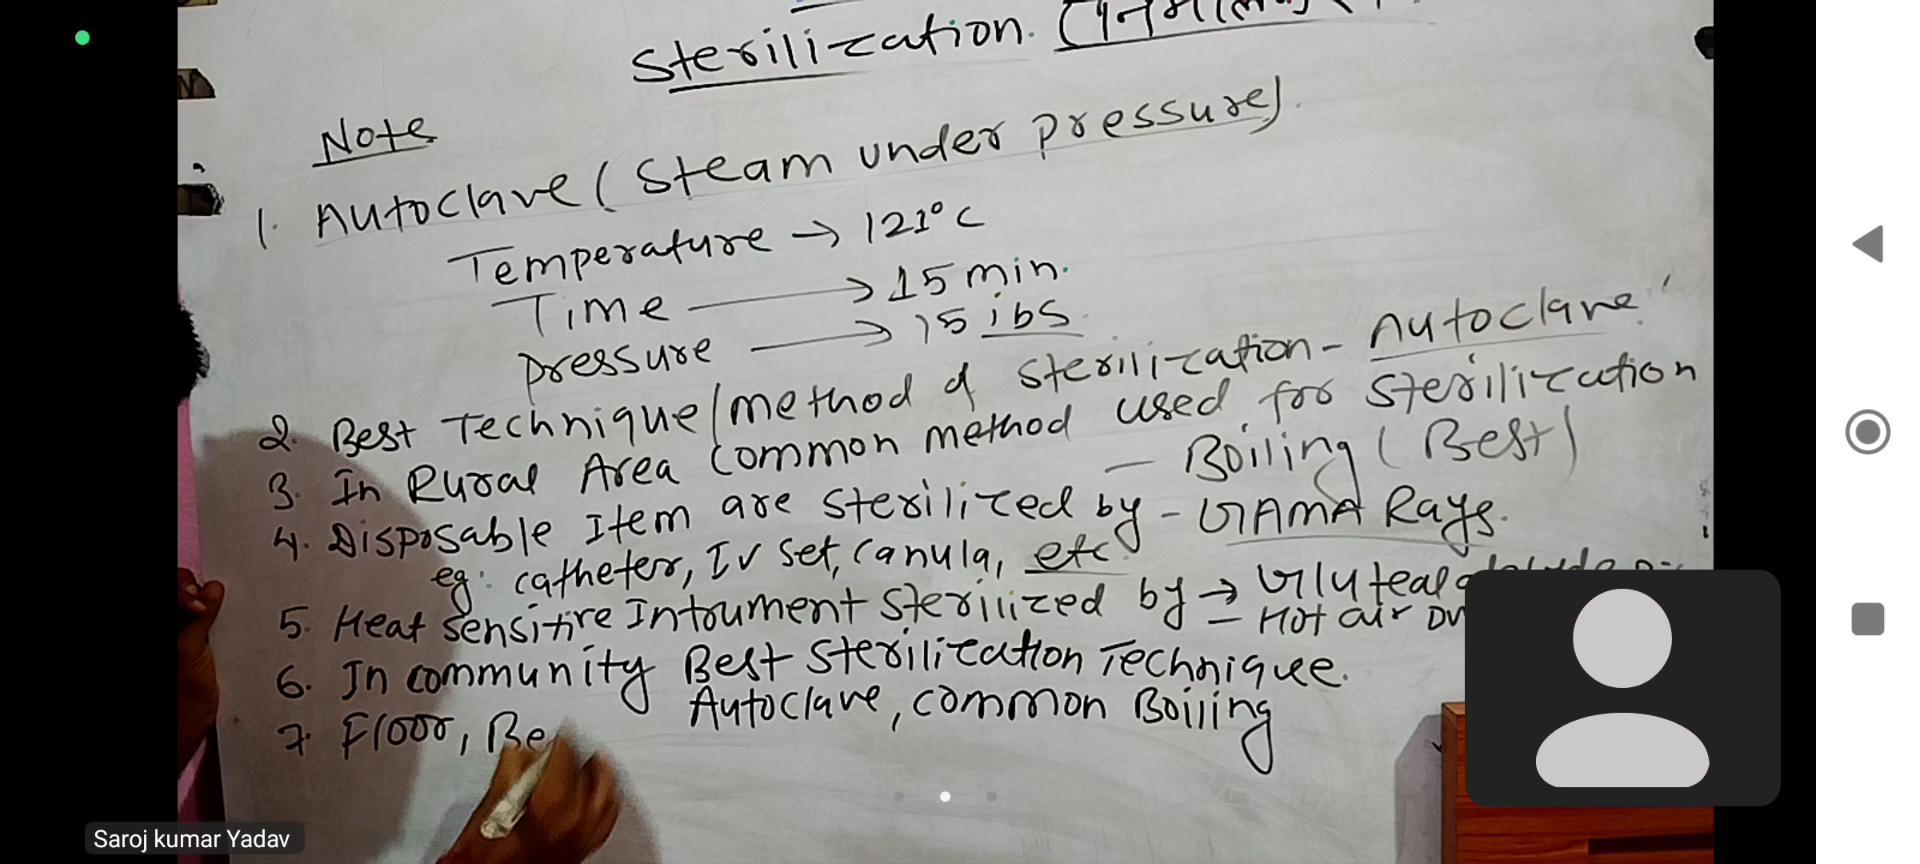 Sterilization.
Note
1. Autoclave (Steam under pressure).
Temperature → 121°C
Time → 15 min.
Pressure → 15 ibs
2. Best Technique/method of sterilization - Autoclave
3. In Rural Area Common method used for sterilization
- Boiling (Best)
4. Disposable Item are sterilized by - GAMA Rays.
eg: catheter, IV set, canula, etc
5. Heat sensitive Intrument sterilized by →
- Hot air
6. In community Best sterilization Technique.
Autoclave, common Boiling
7. Floor, Be
Saroj kumar Yadav